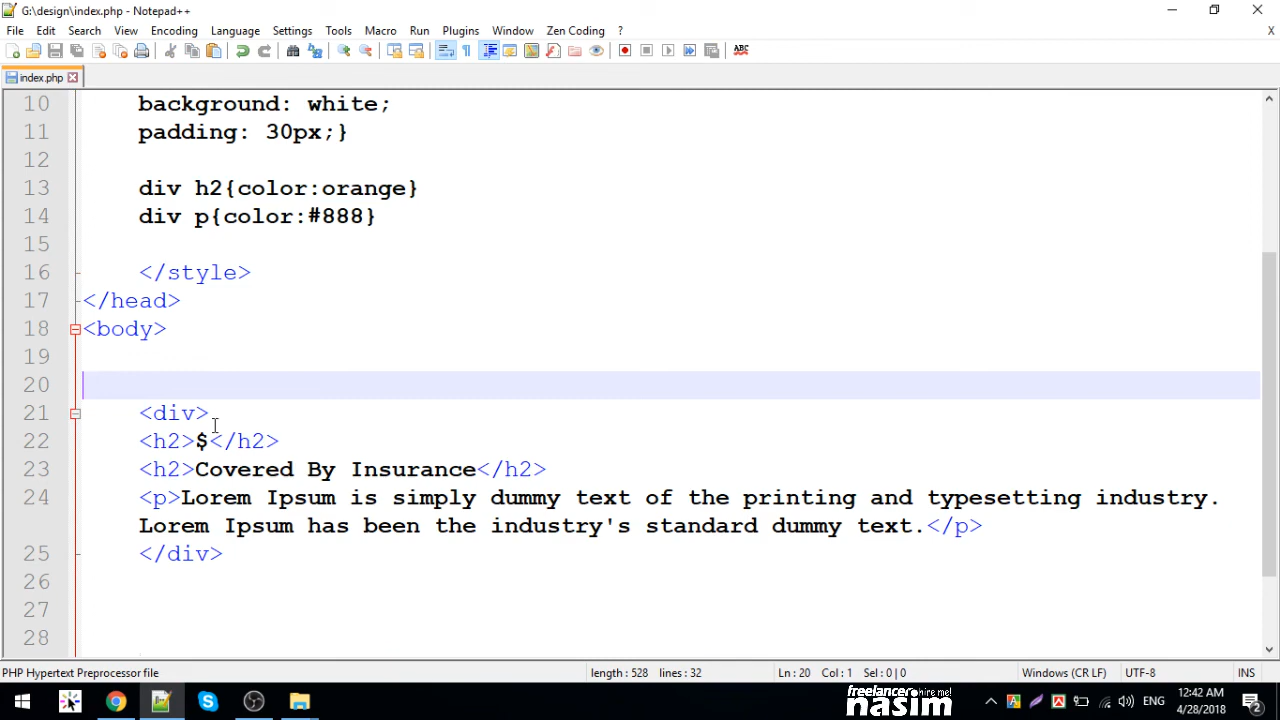 G:\design\index.php - Notepad++
File Edit Search View Encoding Language Settings Tools Macro Run Plugins Window Zen Coding ? X
ABC
index.php
10 background: white;
11 padding: 30px;}
12
13 div h2{color:orange}
14 div p{color:#888}
15
16 </style>
17 </head>
18 <body>
19
20
21 <div>
22 <h2>$</h2>
23 <h2>Covered By Insurance</h2>
24 <p>Lorem Ipsum is simply dummy text of the printing and typesetting industry.
Lorem Ipsum has been the industry's standard dummy text.</p>
25 </div>
26
27
28
PHP Hypertext Preprocessor file length : 528 lines : 32 Ln : 20 Col : 1 Sel : 0 | 0 Windows (CR LF) UTF-8 INS
freelancer hire me!
nasim
ENG 12:42 AM
4/28/2018 2